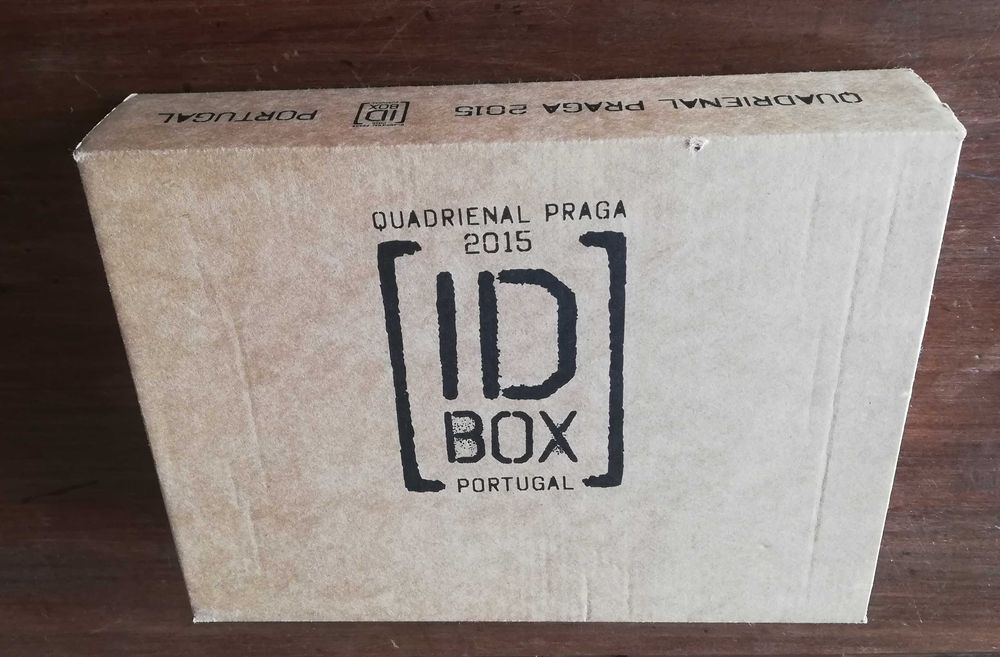 QUADRIENAL PRAGA 2015
ID
BOX
PORTUGAL
QUADRIENAL PRAGA
2015
ID
BOX
PORTUGAL